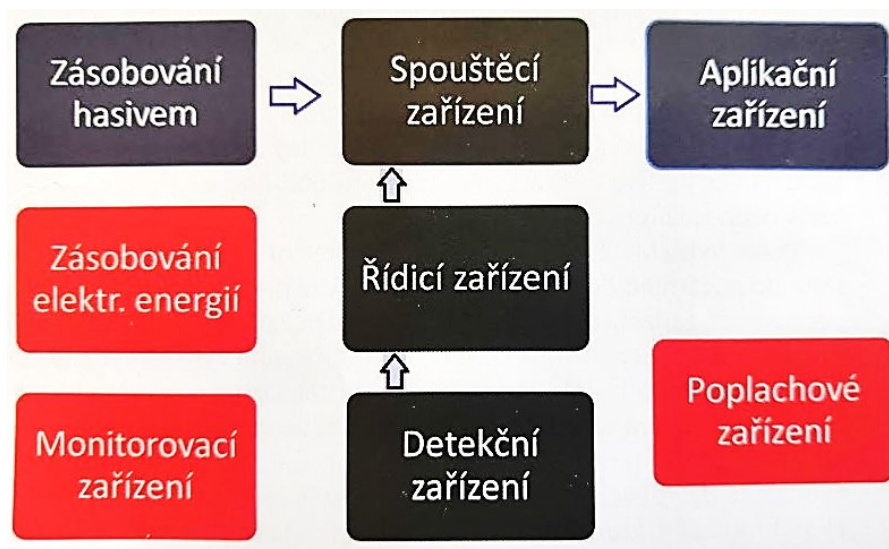 Zásobování
hasivem
Spouštěcí
zařízení
Aplikační
zařízení
Zásobování
elektr. energií
Řídicí zařízení
Poplachové
zařízení
Monitorovací
zařízení
Detekční
zařízení